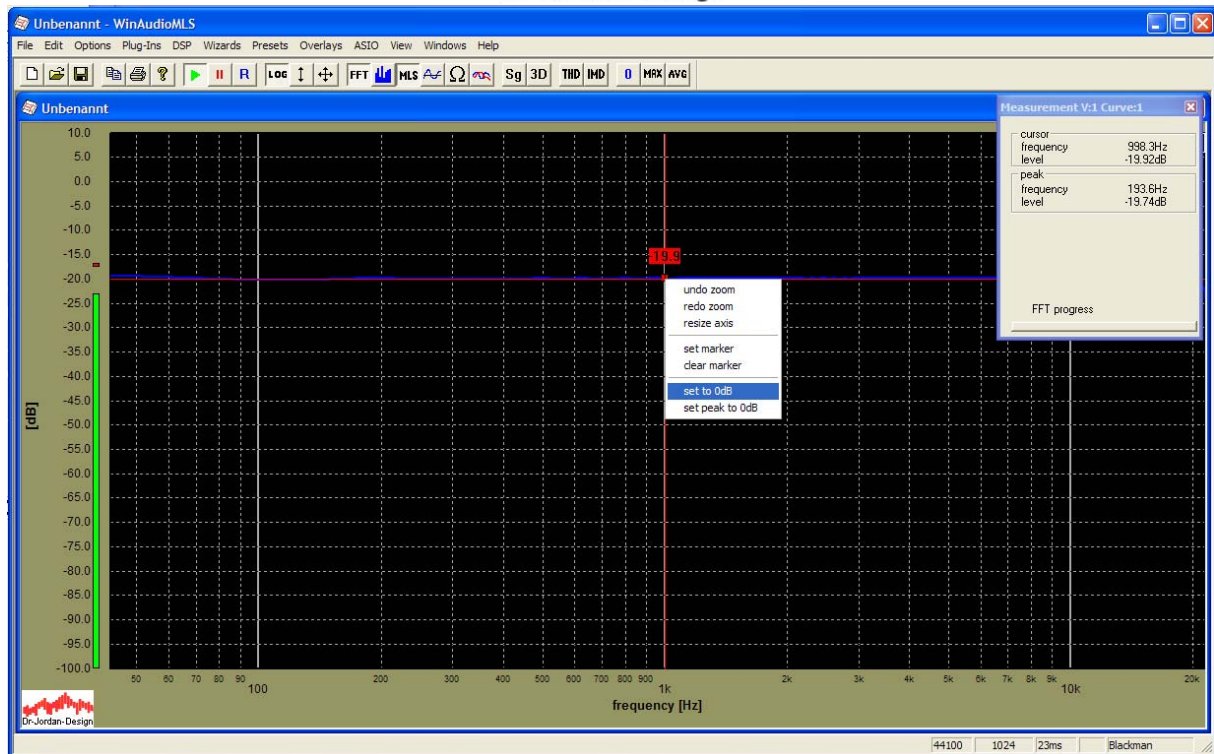 Unbenannt - WinAudioMLS
File Edit Options Plug-Ins DSP Wizards Presets Overlays ASIO View Windows Help
R LOG FFT MLS Ω Sg 3D THD IMD 0 MAX AVG
Unbenannt
Measurement V:1 Curve:1
cursor
frequency 998.3Hz
level -19.92dB
peak
frequency 193.6Hz
level -19.74dB
FFT progress
10.0
5.0
0.0
-5.0
-10.0
-15.0
-20.0
-25.0
-30.0
-35.0
-40.0
-45.0
-50.0
-55.0
-60.0
-65.0
-70.0
-75.0
-80.0
-85.0
-90.0
-95.0
-100.0
[dB]
-19.9
undo zoom
redo zoom
resize axis
set marker
clear marker
set to 0dB
set peak to 0dB
50 60 70 80 90 100 200 300 400 500 600 700 800 900 1k 2k 3k 4k 5k 6k 7k 8k 9k 10k 20k
frequency [Hz]
Dr-Jordan-Design
44100 1024 23ms Blackman